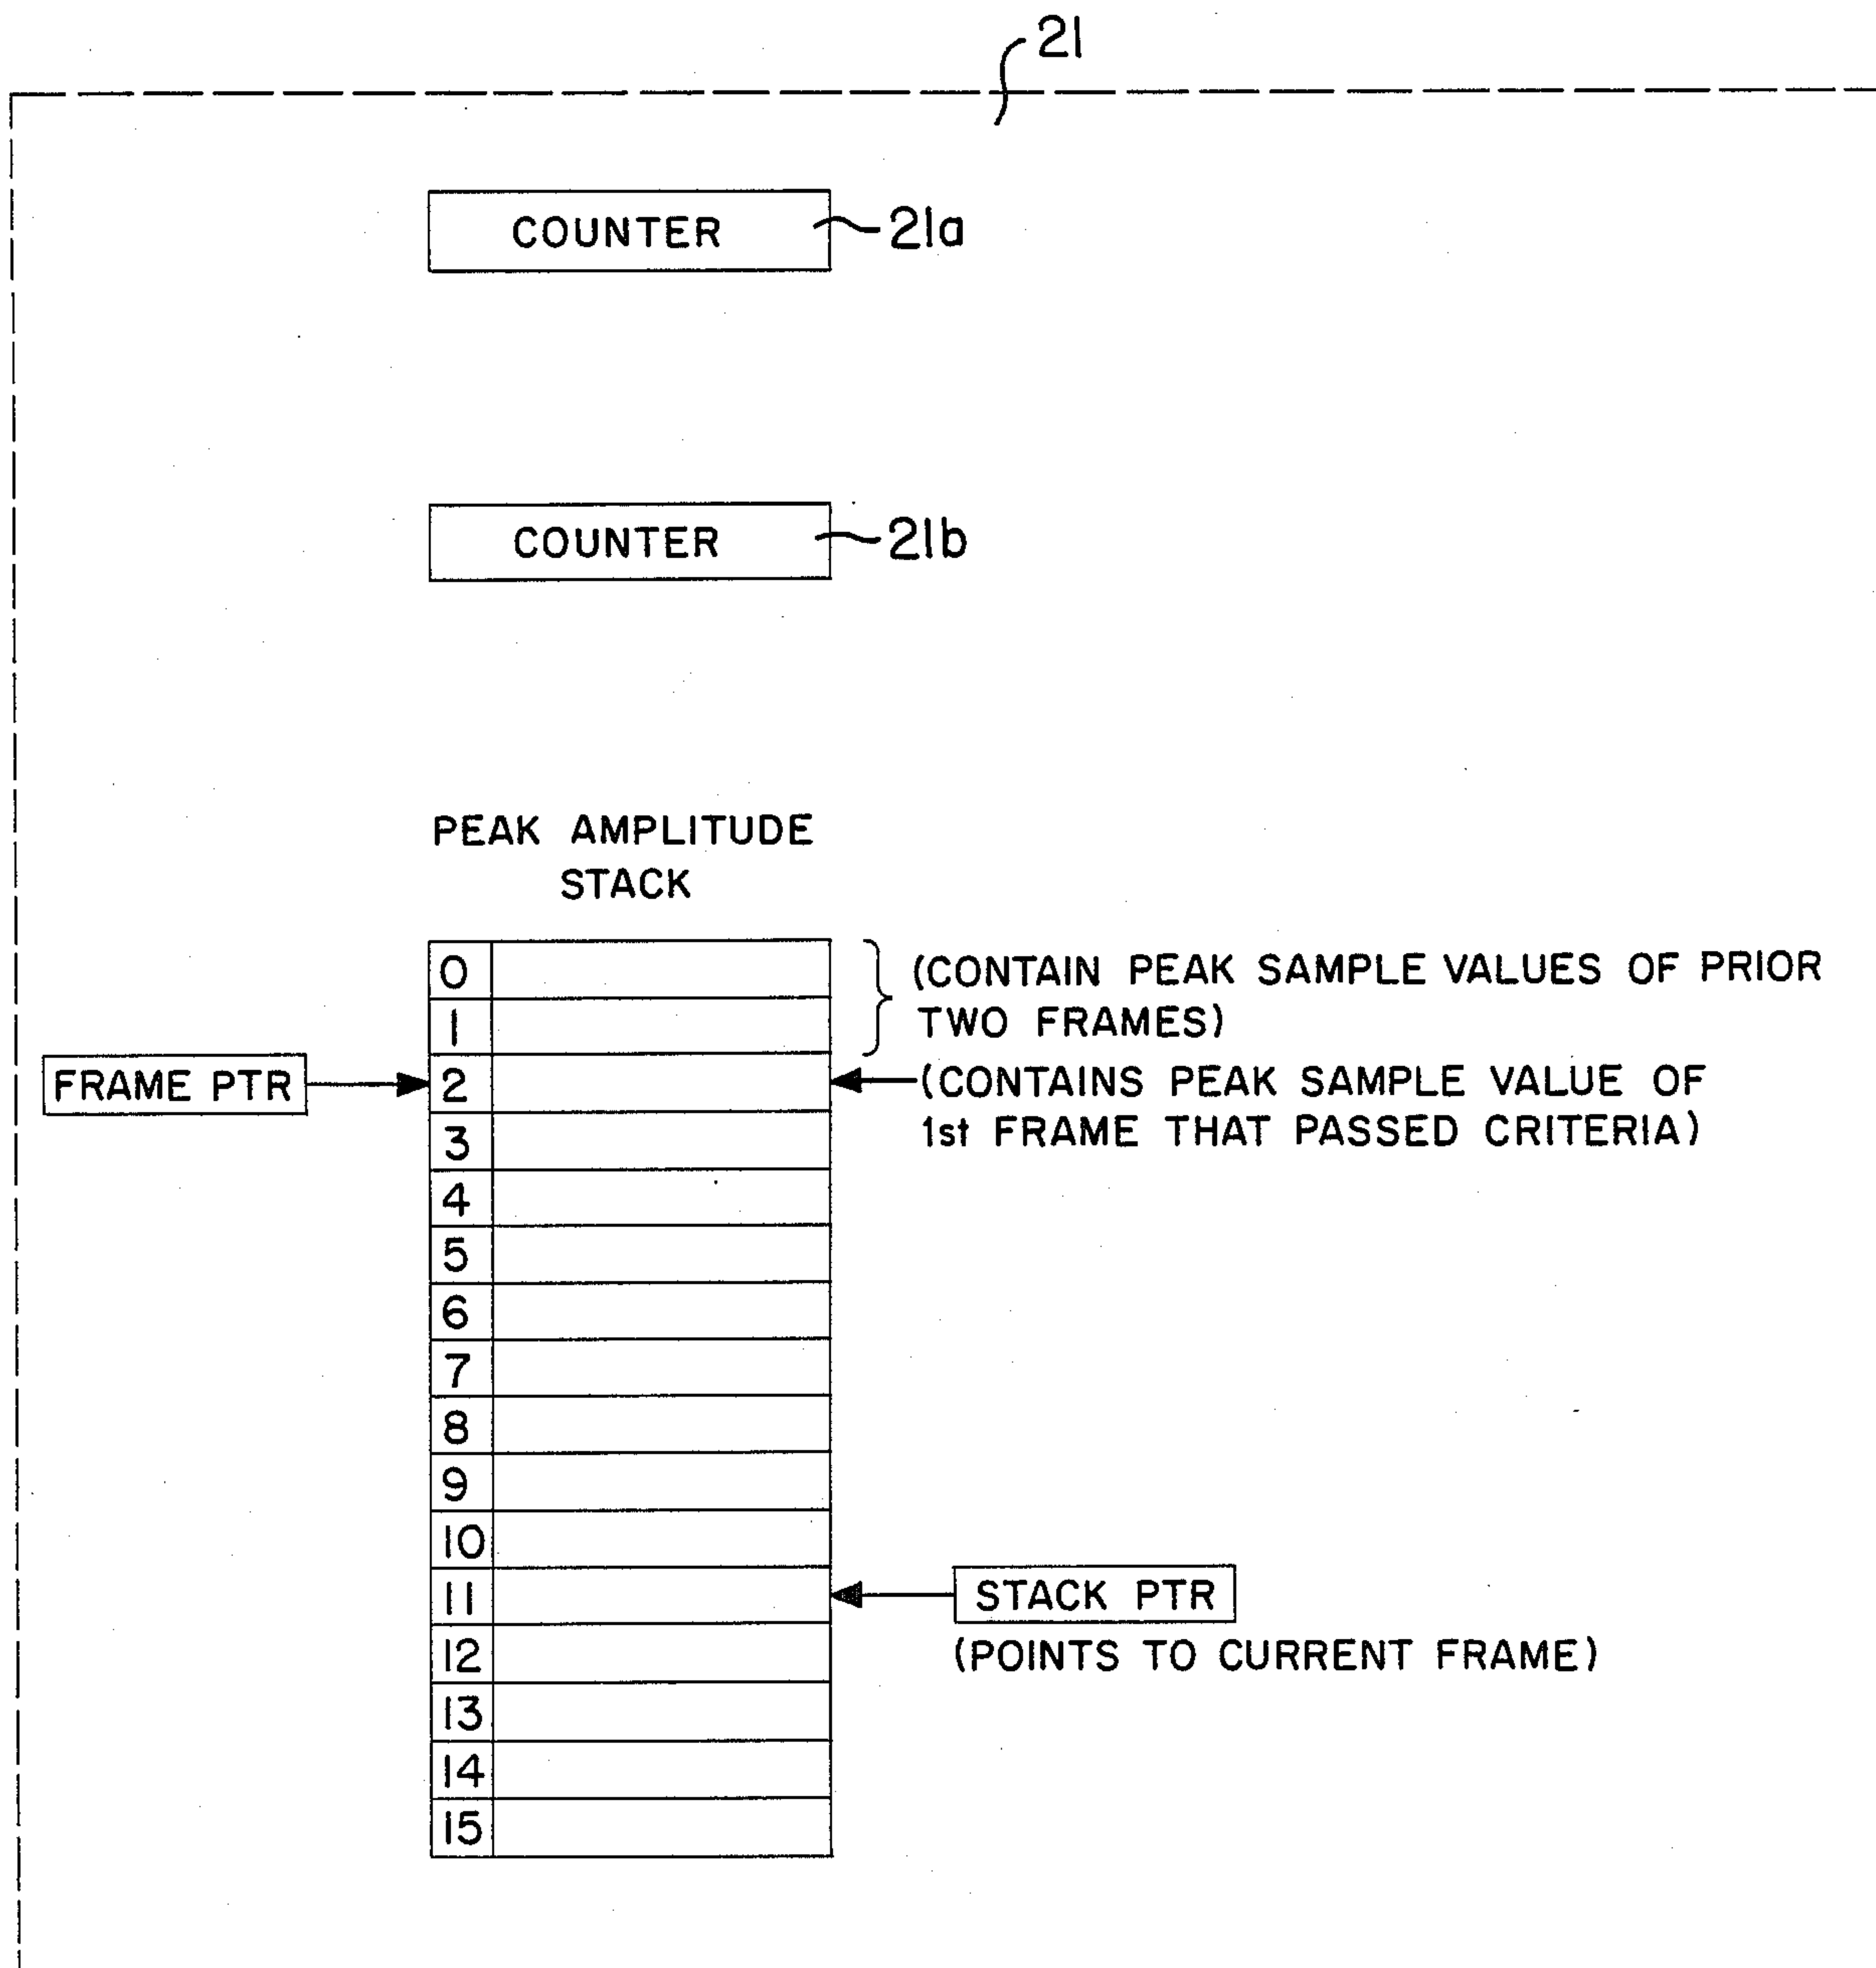 21
COUNTER
21a
COUNTER
21b
PEAK AMPLITUDE
STACK
0
(CONTAIN PEAK SAMPLE VALUES OF PRIOR
1
TWO FRAMES)
FRAME PTR
2
(CONTAINS PEAK SAMPLE VALUE OF
3
1st FRAME THAT PASSED CRITERIA)
4
5
6
7
8
9
10
11
STACK PTR
12
(POINTS TO CURRENT FRAME)
13
14
15